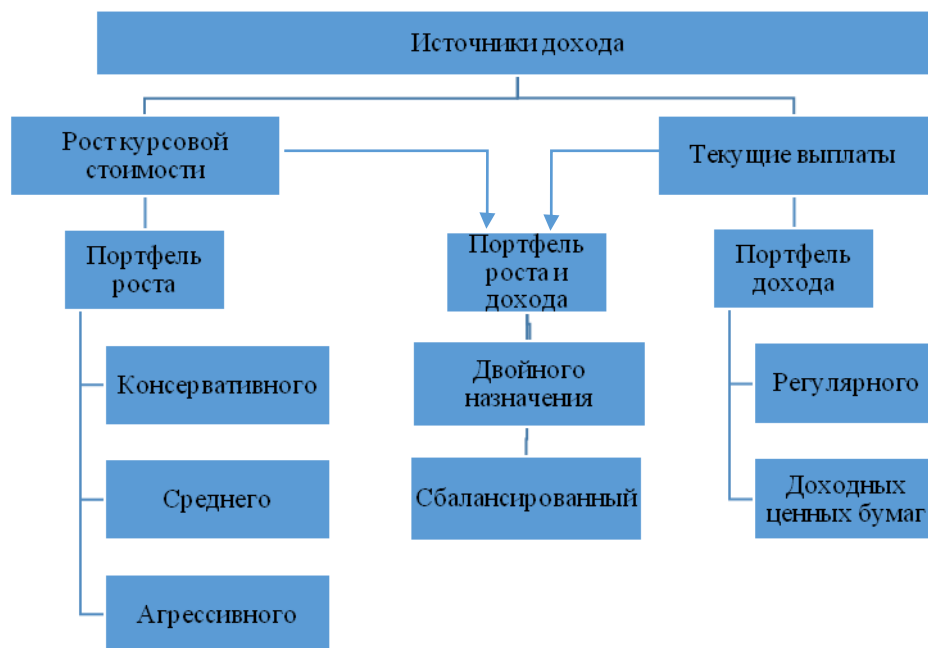 Источники дохода
Рост курсовой
стоимости
Текущие выплаты
Портфель
роста
Портфель
роста и
дохода
Портфель
дохода
Консервативного
Двойного
назначения
Регулярного
Среднего
Сбалансированный
Доходных
ценных бумаг
Агрессивного